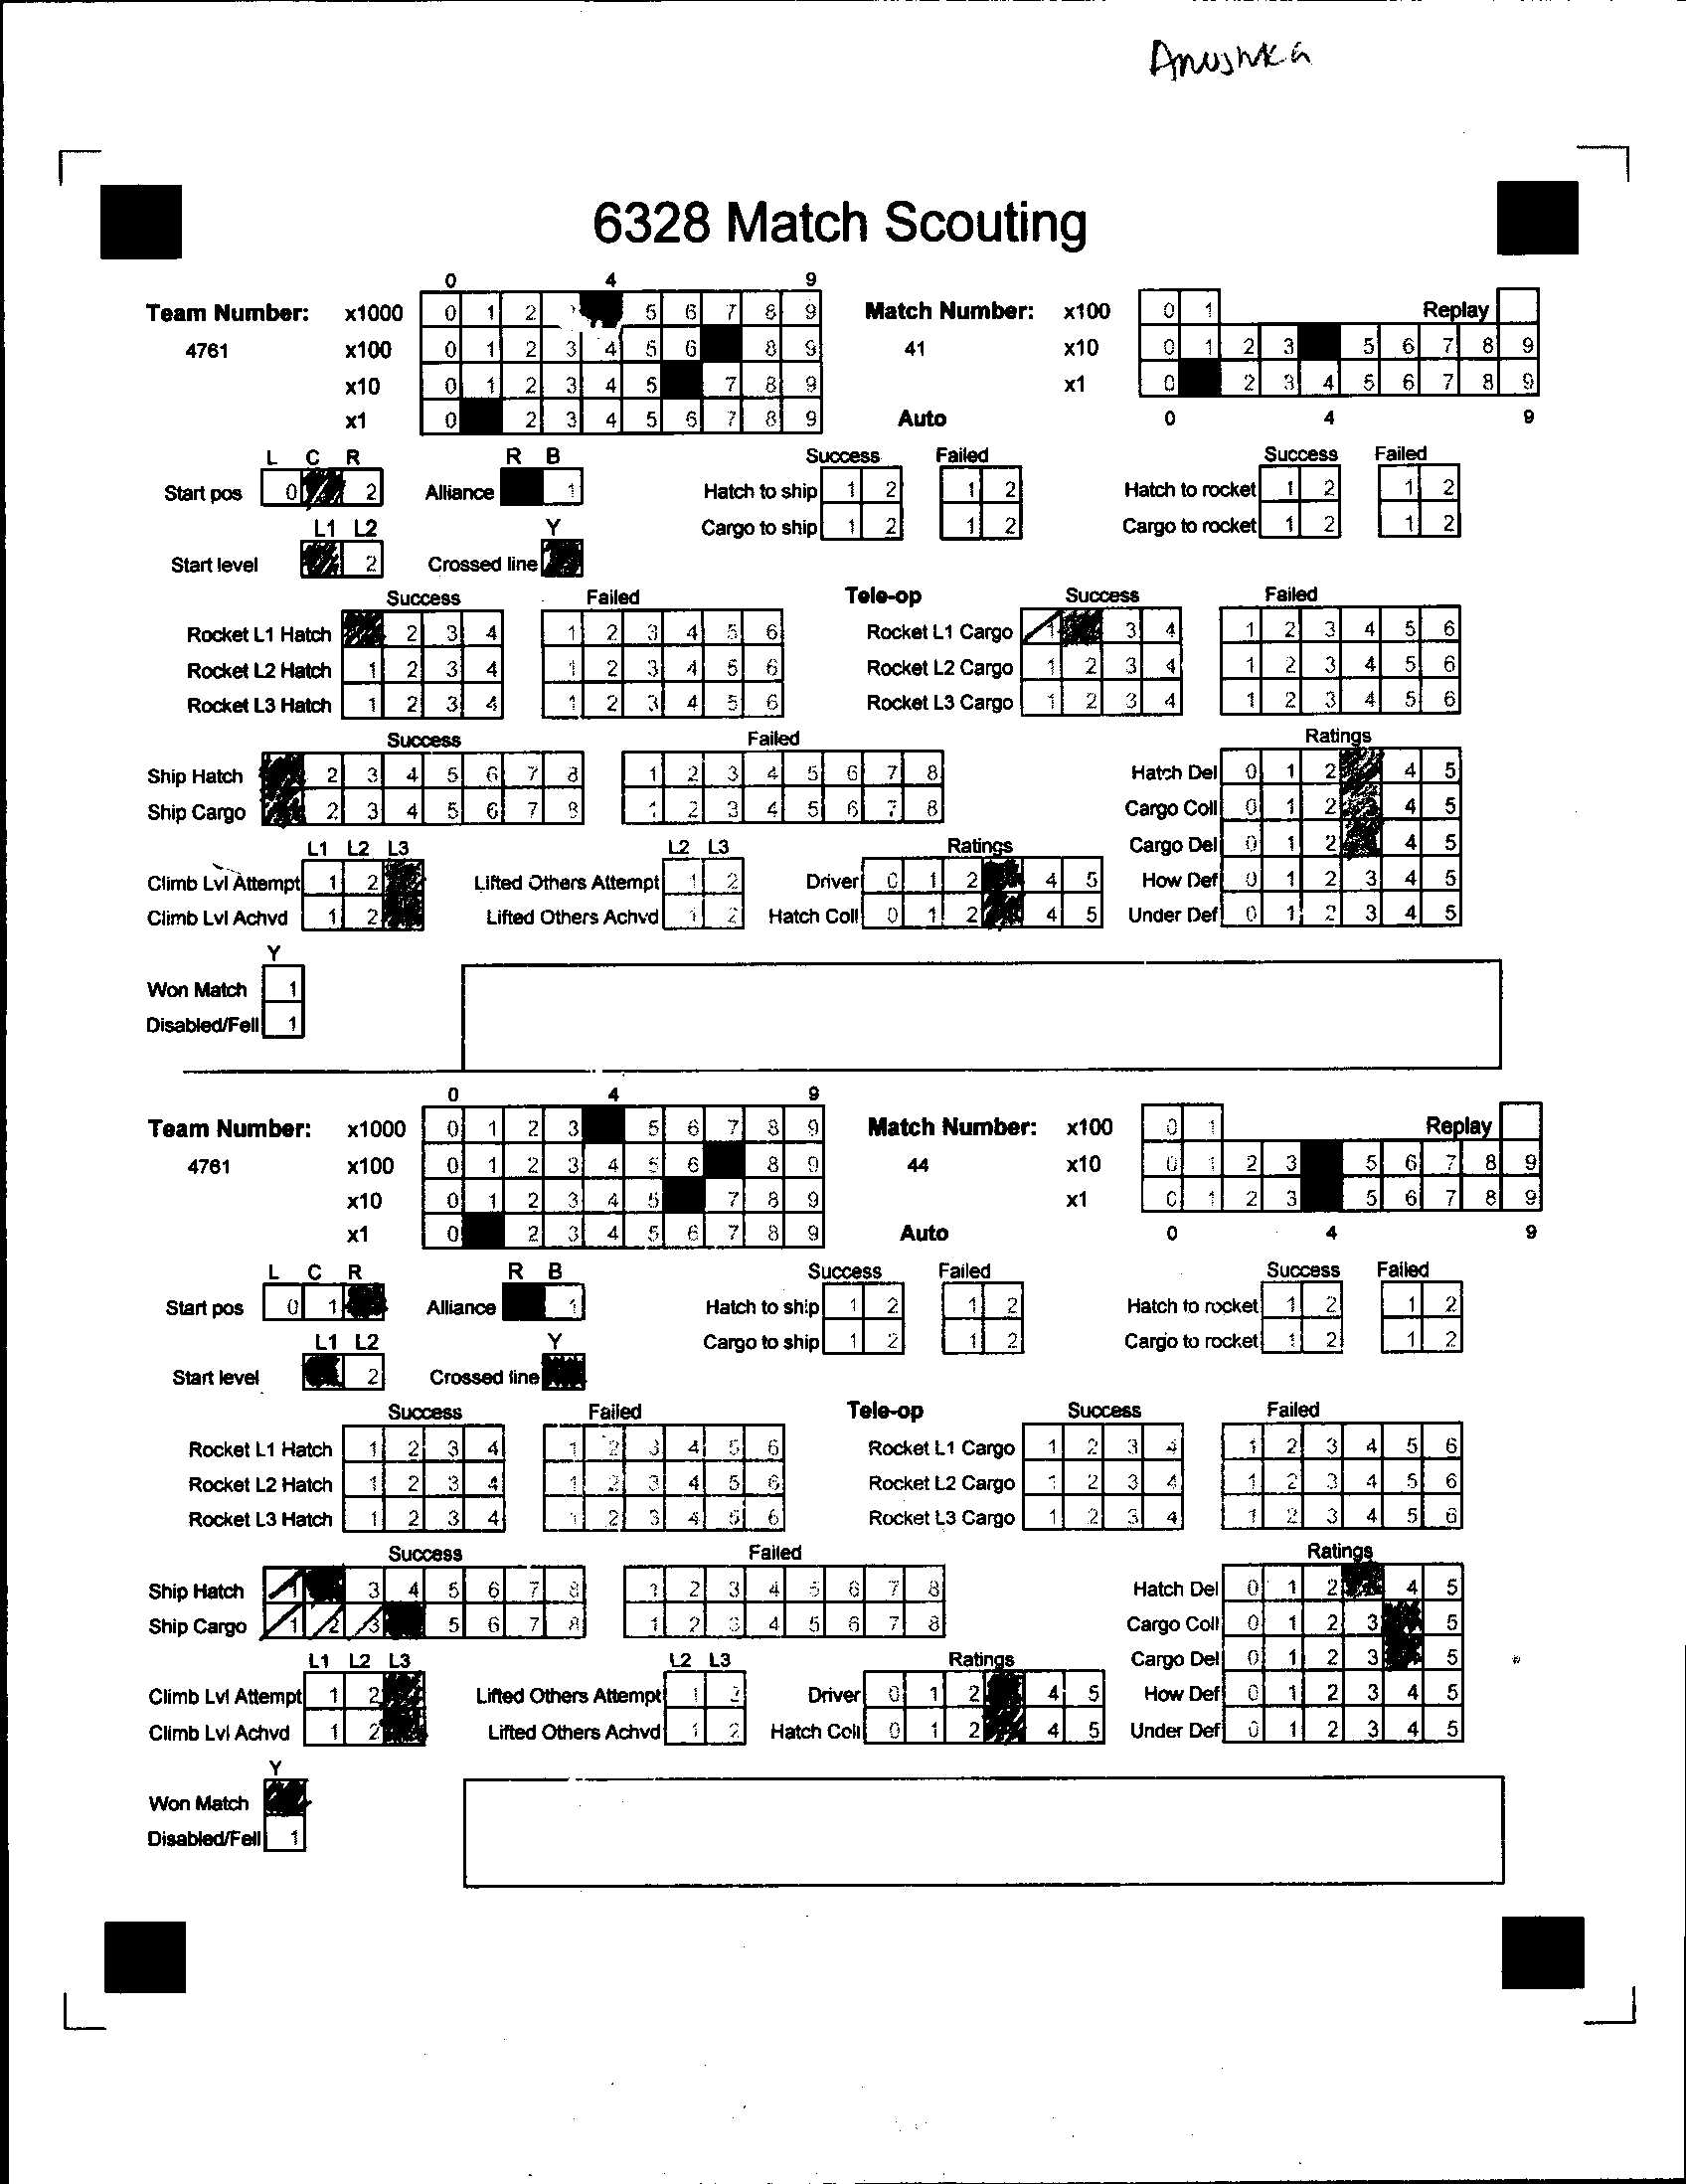 Anushka
6328 Match Scouting
0 4 9
Team Number: x1000 0 1 2 5 6 7 8 9 Match Number: x100 0 1 Replay
4761 x100 0 1 2 3 4 5 6 8 9 41 x10 0 1 2 3 5 6 7 8 9
x10 0 1 2 3 4 5 7 8 9 x1 0 2 3 4 5 6 7 8 9
x1 0 2 3 4 5 6 7 8 9 Auto 0 4 9
L C R R B Success Failed Success Failed
Start pos 0 2 Alliance 1 Hatch to ship 1 2 1 2 Hatch to rocket 1 2 1 2
L1 L2 Y Cargo to ship 1 2 1 2 Cargo to rocket 1 2 1 2
Start level 2 Crossed line
Success Failed Tele-op Success Failed
Rocket L1 Hatch 2 3 4 1 2 3 4 5 6 Rocket L1 Cargo 1 3 4 1 2 3 4 5 6
Rocket L2 Hatch 1 2 3 4 1 2 3 4 5 6 Rocket L2 Cargo 1 2 3 4 1 2 3 4 5 6
Rocket L3 Hatch 1 2 3 4 1 2 3 4 5 6 Rocket L3 Cargo 1 2 3 4 1 2 3 4 5 6
Success Failed Ratings
Ship Hatch 2 3 4 5 6 7 8 1 2 3 4 5 6 7 8 Hatch Del 0 1 2 4 5
Ship Cargo 2 3 4 5 6 7 8 1 2 3 4 5 6 7 8 Cargo Coll 0 1 2 4 5
L1 L2 L3 L2 L3 Ratings Cargo Del 0 1 2 4 5
Climb Lvl Attempt 1 2 Lifted Others Attempt 1 2 Driver 0 1 2 4 5 How Def 0 1 2 3 4 5
Climb Lvl Achvd 1 2 Lifted Others Achvd 1 2 Hatch Coll 0 1 2 4 5 Under Def 0 1 2 3 4 5
Y
Won Match 1
Disabled/Fell 1
0 4 9
Team Number: x1000 0 1 2 3 5 6 7 8 9 Match Number: x100 0 1 Replay
4761 x100 0 1 2 3 4 5 6 8 9 44 x10 0 1 2 3 5 6 7 8 9
x10 0 1 2 3 4 5 7 8 9 x1 0 1 2 3 5 6 7 8 9
x1 0 2 3 4 5 6 7 8 9 Auto 0 4 9
L C R R B Success Failed Success Failed
Start pos 0 1 Alliance 1 Hatch to ship 1 2 1 2 Hatch to rocket 1 2 1 2
L1 L2 Y Cargo to ship 1 2 1 2 Cargo to rocket 1 2 1 2
Start level 2 Crossed line
Success Failed Tele-op Success Failed
Rocket L1 Hatch 1 2 3 4 1 2 3 4 5 6 Rocket L1 Cargo 1 2 3 4 1 2 3 4 5 6
Rocket L2 Hatch 1 2 3 4 1 2 3 4 5 6 Rocket L2 Cargo 1 2 3 4 1 2 3 4 5 6
Rocket L3 Hatch 1 2 3 4 1 2 3 4 5 6 Rocket L3 Cargo 1 2 3 4 1 2 3 4 5 6
Success Failed Ratings
Ship Hatch 1 3 4 5 6 7 8 1 2 3 4 5 6 7 8 Hatch Del 0 1 2 4 5
Ship Cargo 1 2 3 5 6 7 8 1 2 3 4 5 6 7 8 Cargo Coll 0 1 2 3 5
L1 L2 L3 L2 L3 Ratings Cargo Del 0 1 2 3 5
Climb Lvl Attempt 1 2 Lifted Others Attempt 1 2 Driver 0 1 2 4 5 How Def 0 1 2 3 4 5
Climb Lvl Achvd 1 2 Lifted Others Achvd 1 2 Hatch Coll 0 1 2 4 5 Under Def 0 1 2 3 4 5
Y
Won Match
Disabled/Fell 1